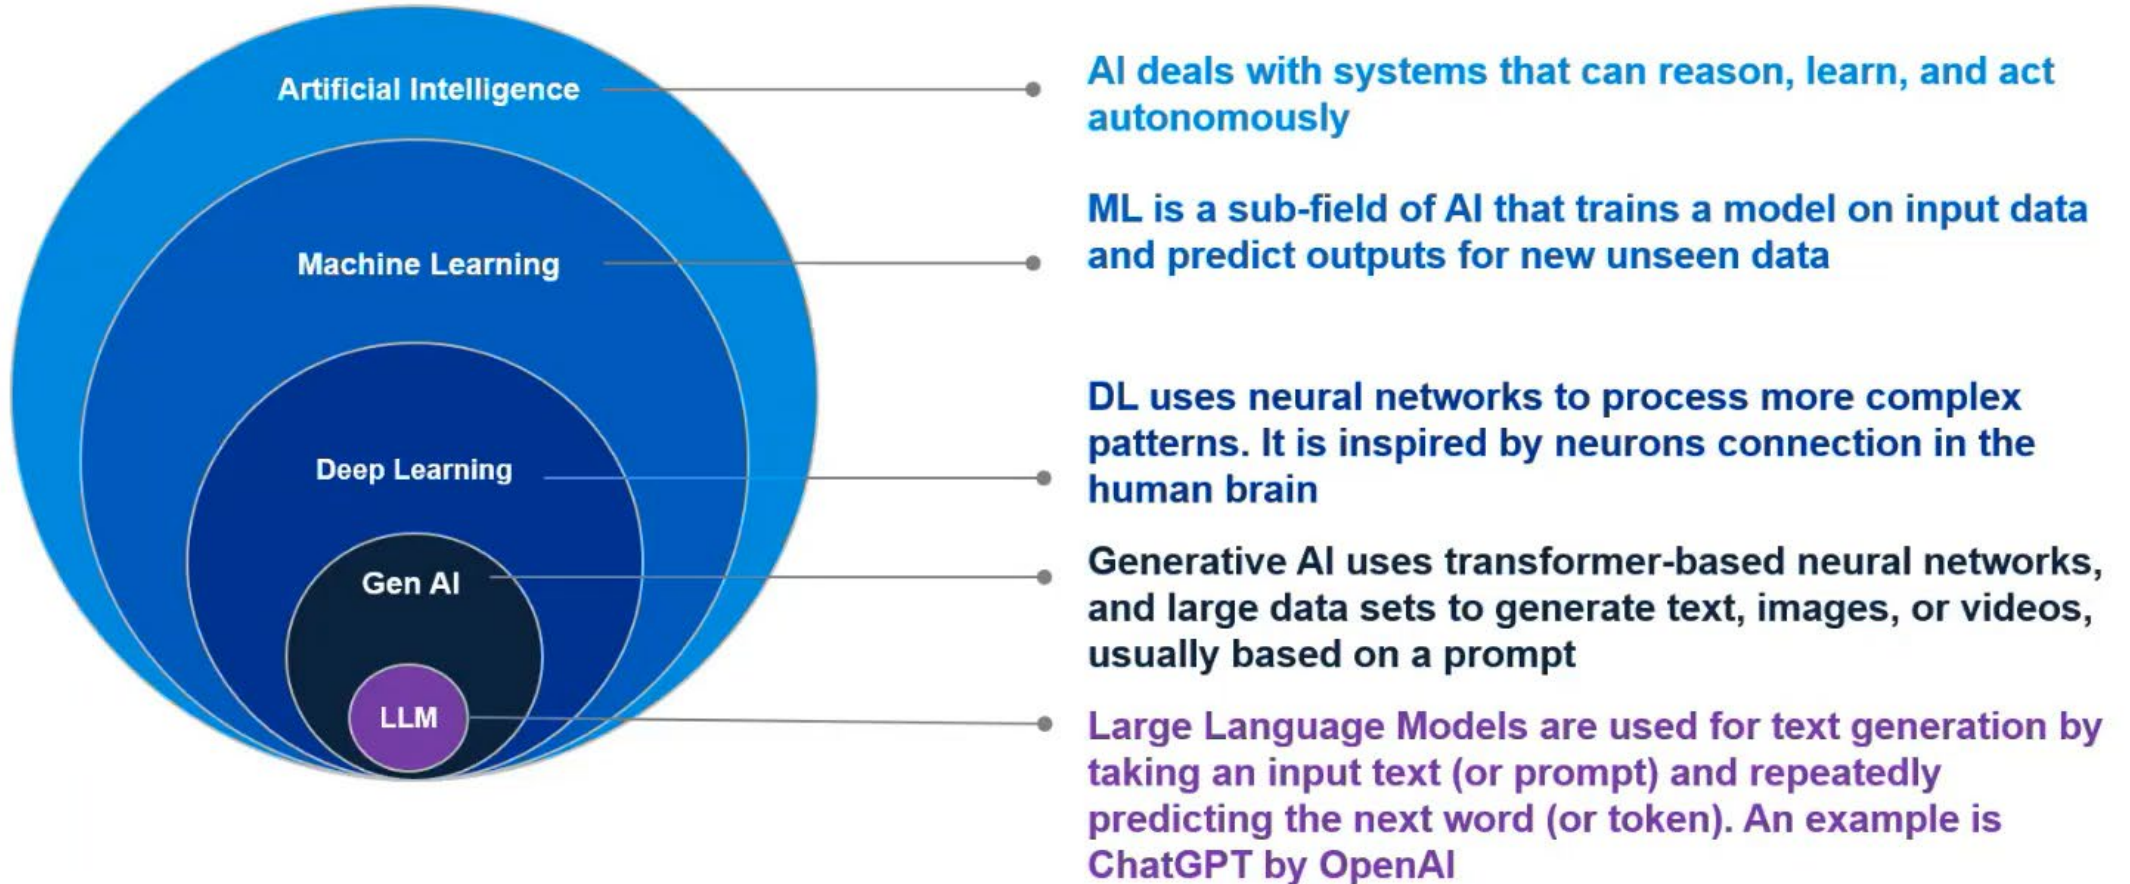 Artificial Intelligence
AI deals with systems that can reason, learn, and act
autonomously
Machine Learning
ML is a sub-field of AI that trains a model on input data
and predict outputs for new unseen data
Deep Learning
DL uses neural networks to process more complex
patterns. It is inspired by neurons connection in the
human brain
Gen AI
Generative AI uses transformer-based neural networks,
and large data sets to generate text, images, or videos,
usually based on a prompt
LLM
Large Language Models are used for text generation by
taking an input text (or prompt) and repeatedly
predicting the next word (or token). An example is
ChatGPT by OpenAI